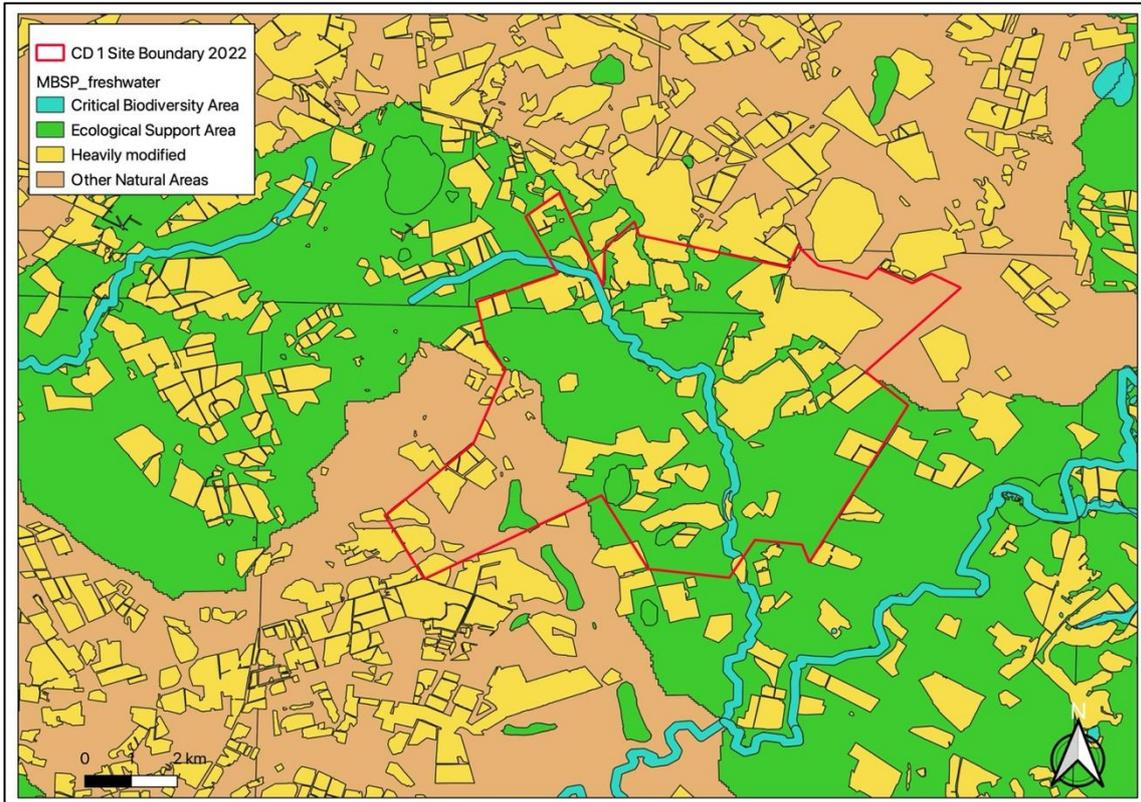 CD 1 Site Boundary 2022
MBSP_freshwater
Critical Biodiversity Area
Ecological Support Area
Heavily modified
Other Natural Areas
N
0 1 2 km